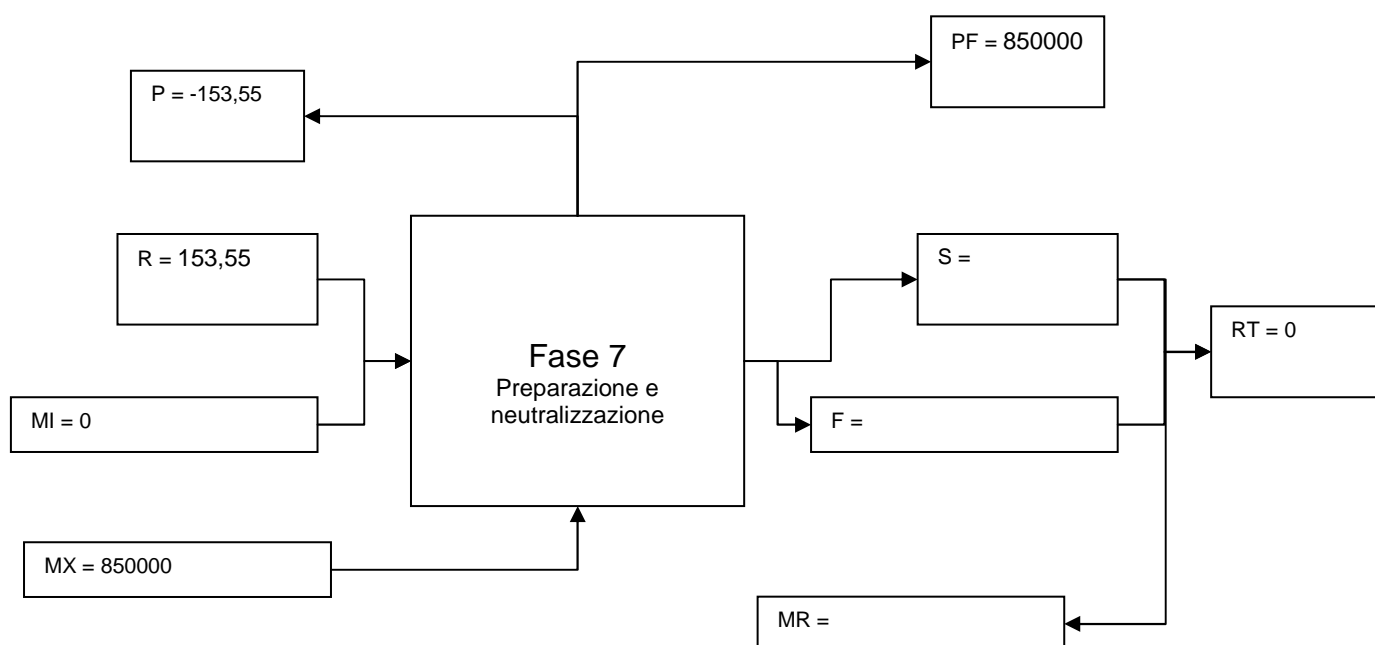 PF = 850000
P = -153,55
R = 153,55
S =
RT = 0
Fase 7
Preparazione e
neutralizzazione
MI = 0
F =
MX = 850000
MR =